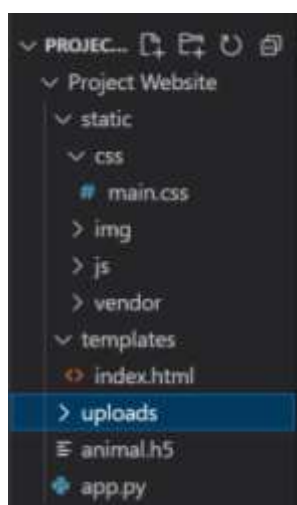 PROJEC...
Project Website
static
css
# main.css
img
js
vendor
templates
<> index.html
uploads
animal.h5
app.py